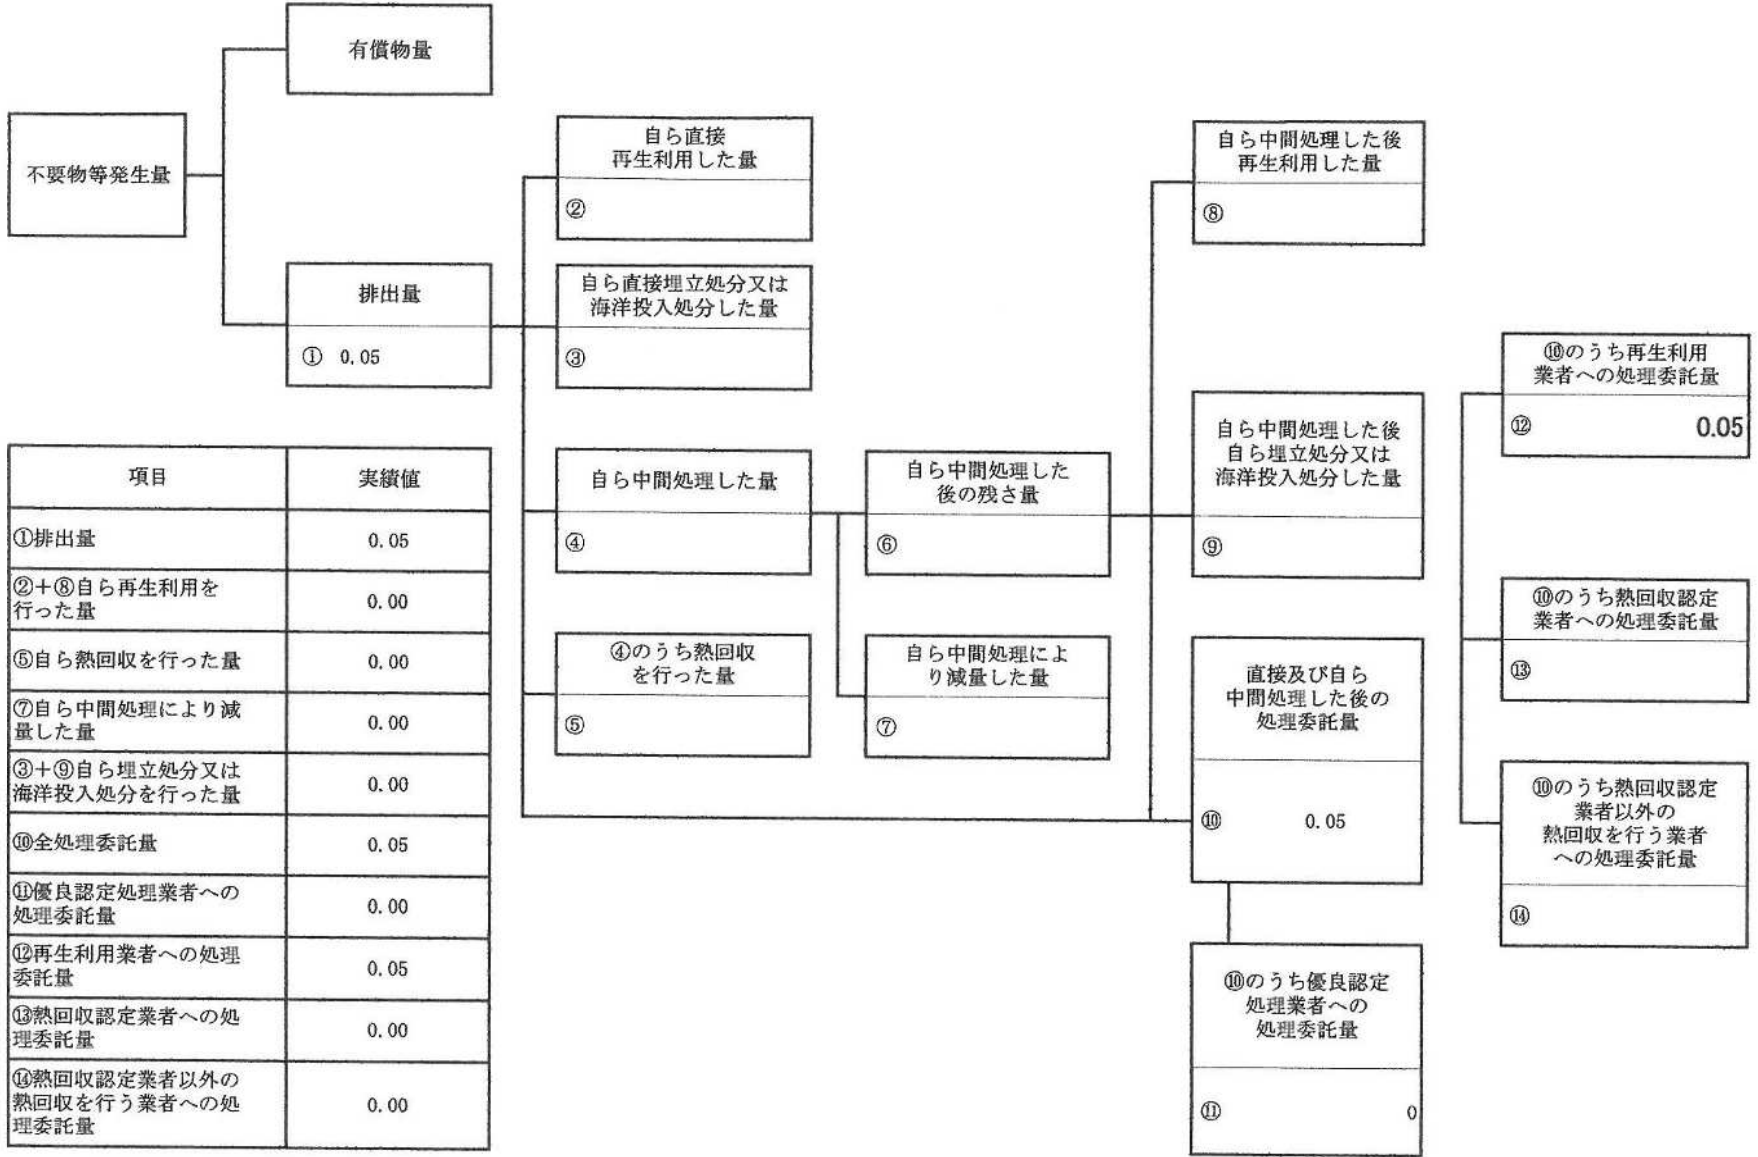 有償物量
不要物等発生量
排出量
① 0.05
自ら直接
再生利用した量
②
自ら直接埋立処分又は
海洋投入処分した量
③
自ら中間処理した量
④
④のうち熱回収
を行った量
⑤
自ら中間処理した
後の残さ量
⑥
自ら中間処理によ
り減量した量
⑦
自ら中間処理した後
再生利用した量
⑧
自ら中間処理した後
自ら埋立処分又は
海洋投入処分した量
⑨
直接及び自ら
中間処理した後の
処理委託量
⑩ 0.05
⑩のうち優良認定
処理業者への
処理委託量
⑪ 0
⑩のうち再生利用
業者への処理委託量
⑫ 0.05
⑩のうち熱回収認定
業者への処理委託量
⑬
⑩のうち熱回収認定
業者以外の
熱回収を行う業者
への処理委託量
⑭
項目 実績値
①排出量 0.05
②+⑧自ら再生利用を
行った量 0.00
⑤自ら熱回収を行った量 0.00
⑦自ら中間処理により減
量した量 0.00
③+⑨自ら埋立処分又は
海洋投入処分を行った量 0.00
⑩全処理委託量 0.05
⑪優良認定処理業者への
処理委託量 0.00
⑫再生利用業者への処理
委託量 0.05
⑬熱回収認定業者への処
理委託量 0.00
⑭熱回収認定業者以外の
熱回収を行う業者への処
理委託量 0.00